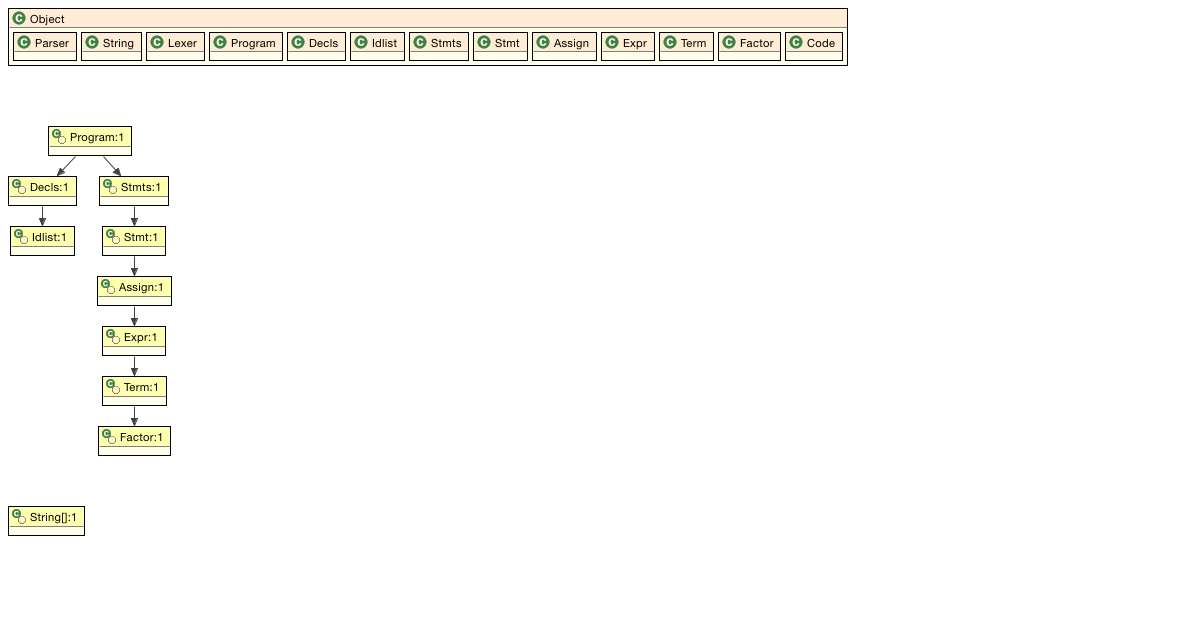 C Object
C Parser C String C Lexer C Program C Decls C Idlist C Stmts C Stmt C Assign C Expr C Term C Factor C Code
C Program:1
C Decls:1 C Stmts:1
C Idlist:1 C Stmt:1
C Assign:1
C Expr:1
C Term:1
C Factor:1
C String[]:1